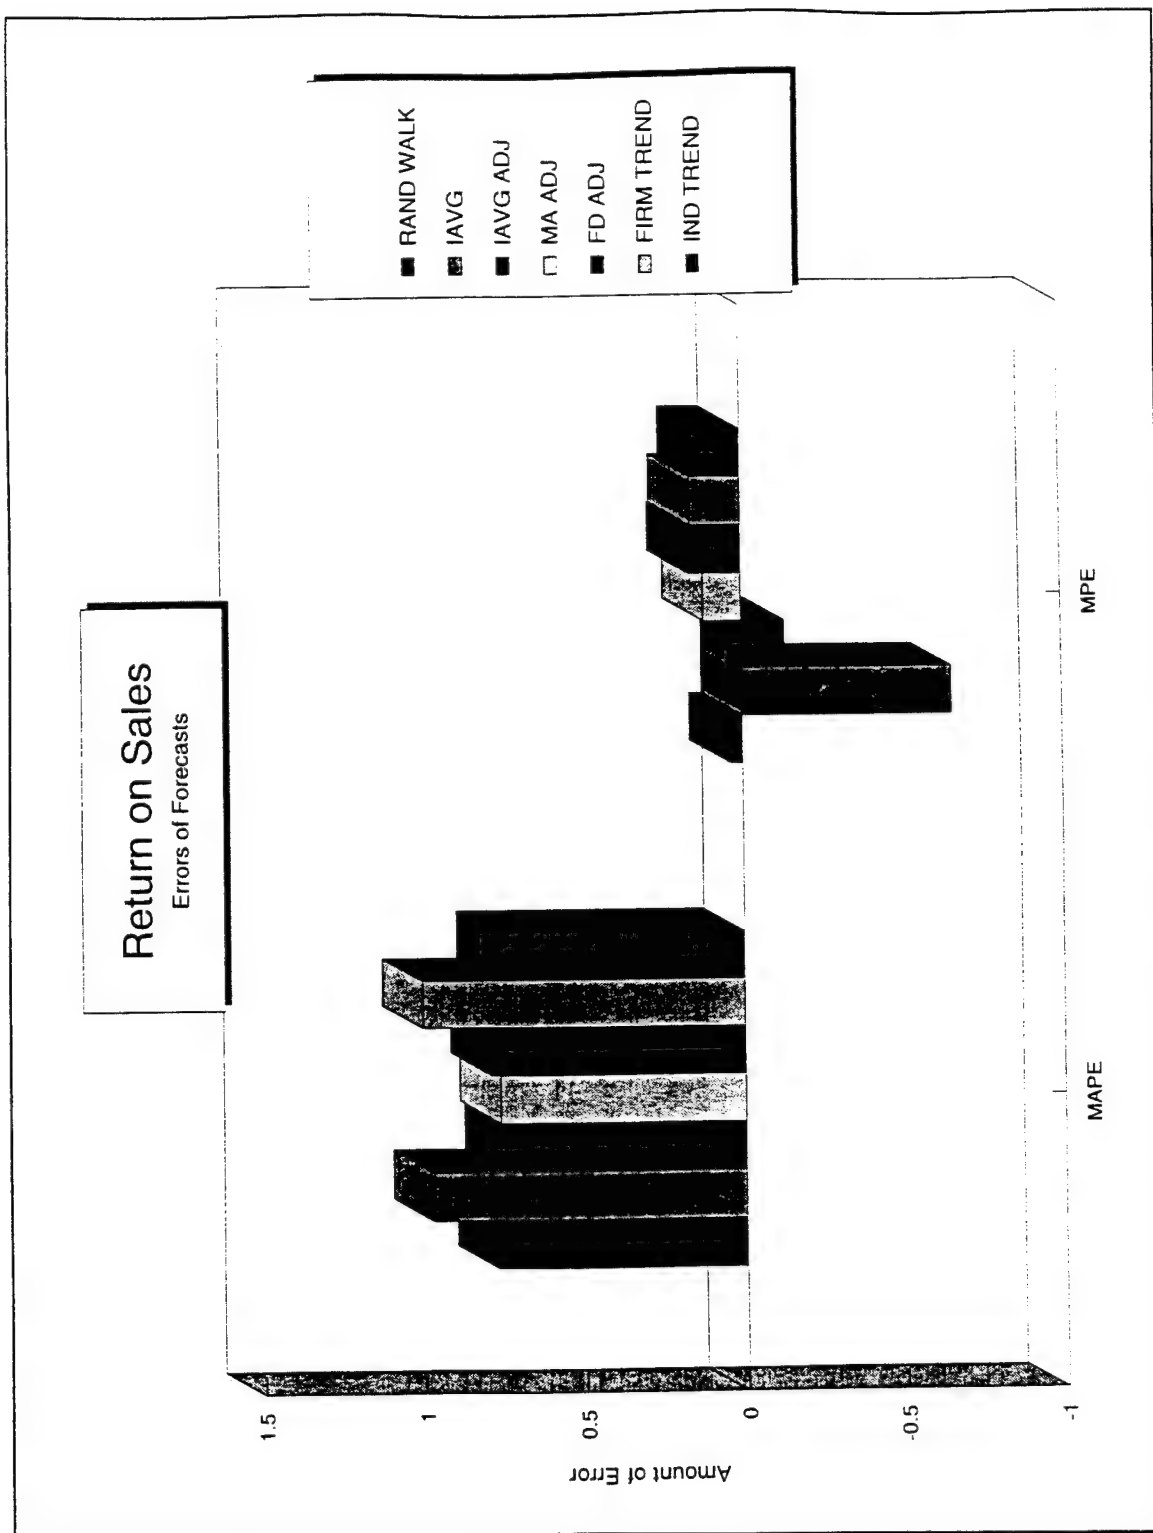 Return on Sales
Errors of Forecasts
RAND WALK
IAVG
IAVG ADJ
MA ADJ
FD ADJ
FIRM TREND
IND TREND
Amount of Error
1.5
1
0.5
0
-0.5
-1
MAPE
MPE